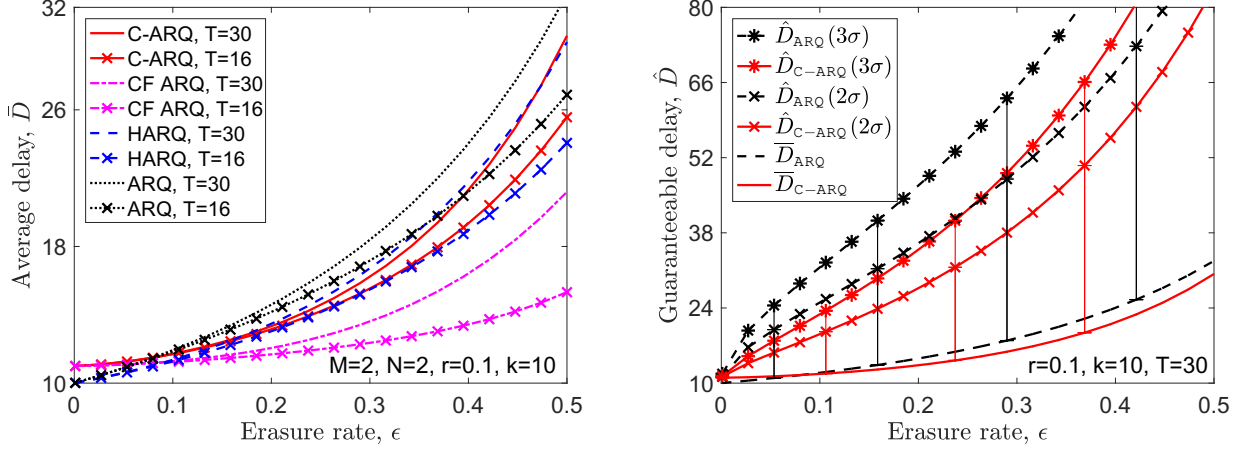 32
26
18
10
Average delay, D̄
C-ARQ, T=30
C-ARQ, T=16
CF ARQ, T=30
CF ARQ, T=16
HARQ, T=30
HARQ, T=16
ARQ, T=30
ARQ, T=16
M=2, N=2, r=0.1, k=10
0 0.1 0.2 0.3 0.4 0.5
Erasure rate, ϵ
80
66
52
38
24
10
Guaranteeable delay, D̂
D̂ARQ (3σ)
D̂C−ARQ (3σ)
D̂ARQ (2σ)
D̂C−ARQ (2σ)
D̅ARQ
D̅C−ARQ
r=0.1, k=10, T=30
0 0.1 0.2 0.3 0.4 0.5
Erasure rate, ϵ